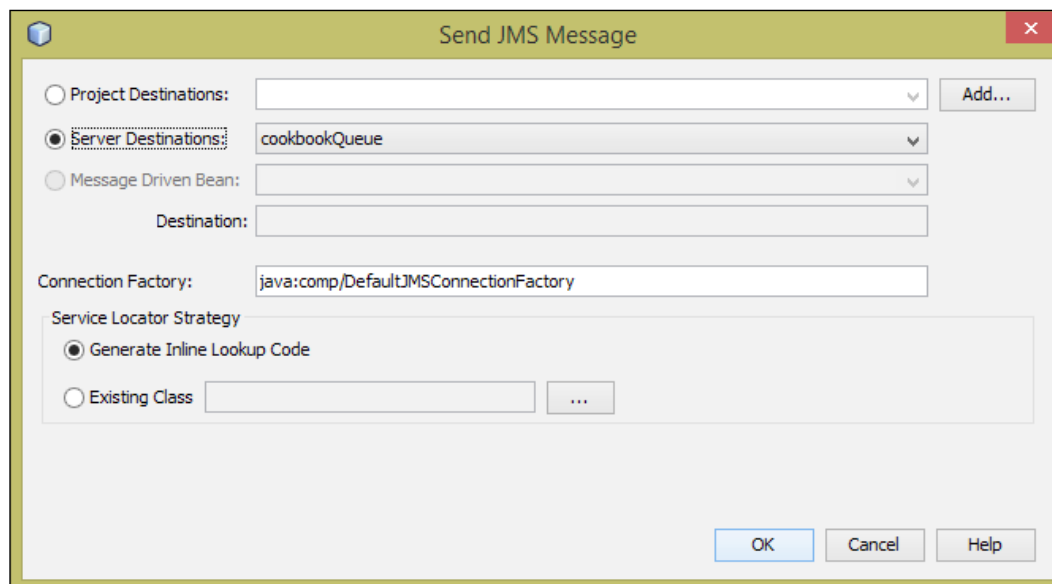 Send JMS Message
Project Destinations:
Add...
Server Destinations:
cookbookQueue
Message Driven Bean:
Destination:
Connection Factory:
java:comp/DefaultJMSConnectionFactory
Service Locator Strategy
Generate Inline Lookup Code
Existing Class
...
OK
Cancel
Help